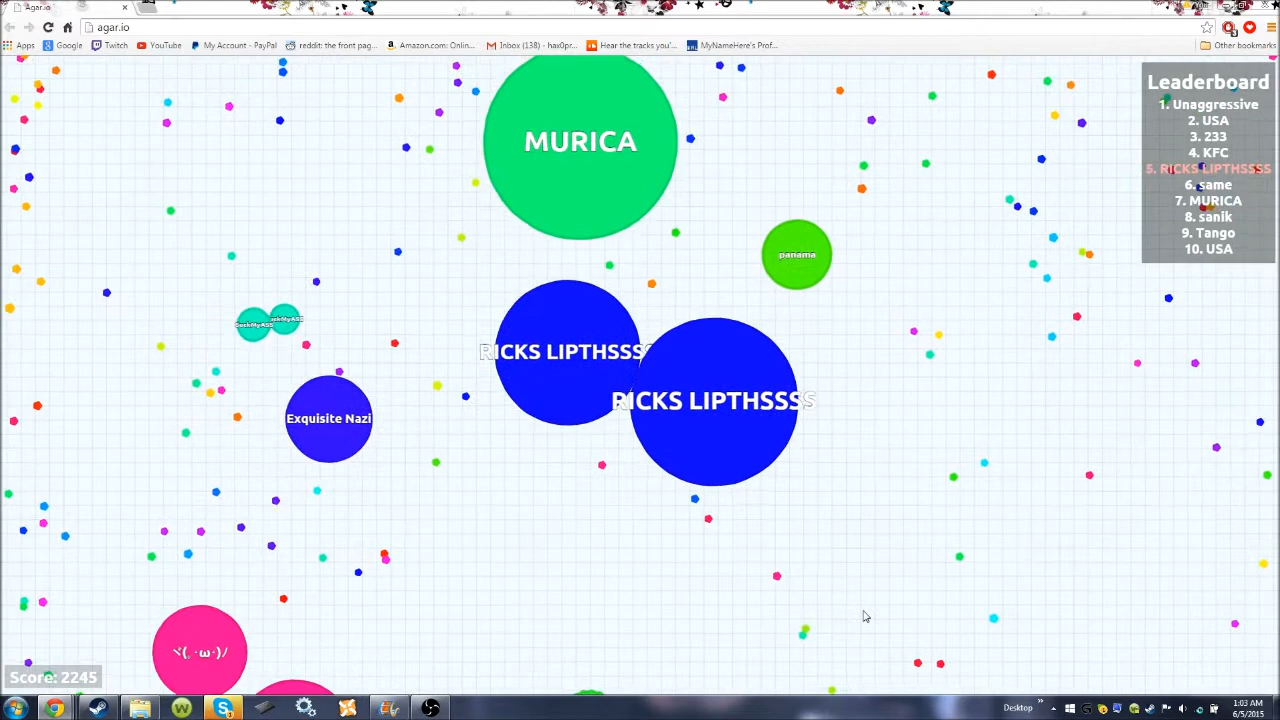 Agar.io
agar.io
Apps Google Twitch YouTube My Account - PayPal reddit: the front pag... Amazon.com: Onlin... Inbox (138) - hax0pr... Hear the tracks you'... MyNameHere's Prof... Other bookmarks
Leaderboard
1. Unaggressive
2. USA
3. 233
4. KFC
5. RICKS LIPTHSSSS
6. same
7. MURICA
8. sanik
9. Tango
10. USA
MURICA
panama
SuckMyASS
RICKS LIPTHSSSS
RICKS LIPTHSSSS
Exquisite Nazi
ヾ(。･ω･)ﾉ
Score: 2245
Desktop
1:03 AM
6/5/2015